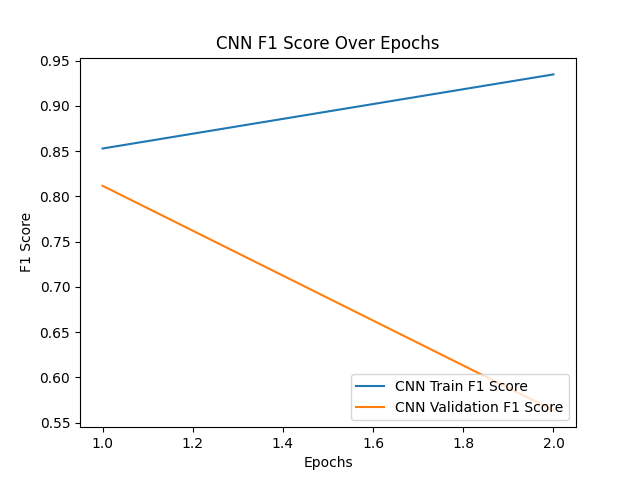 CNN F1 Score Over Epochs
0.95
0.90
0.85
0.80
0.75
0.70
0.65
0.60
0.55
F1 Score
CNN Train F1 Score
CNN Validation F1 Score
1.0 1.2 1.4 1.6 1.8 2.0
Epochs